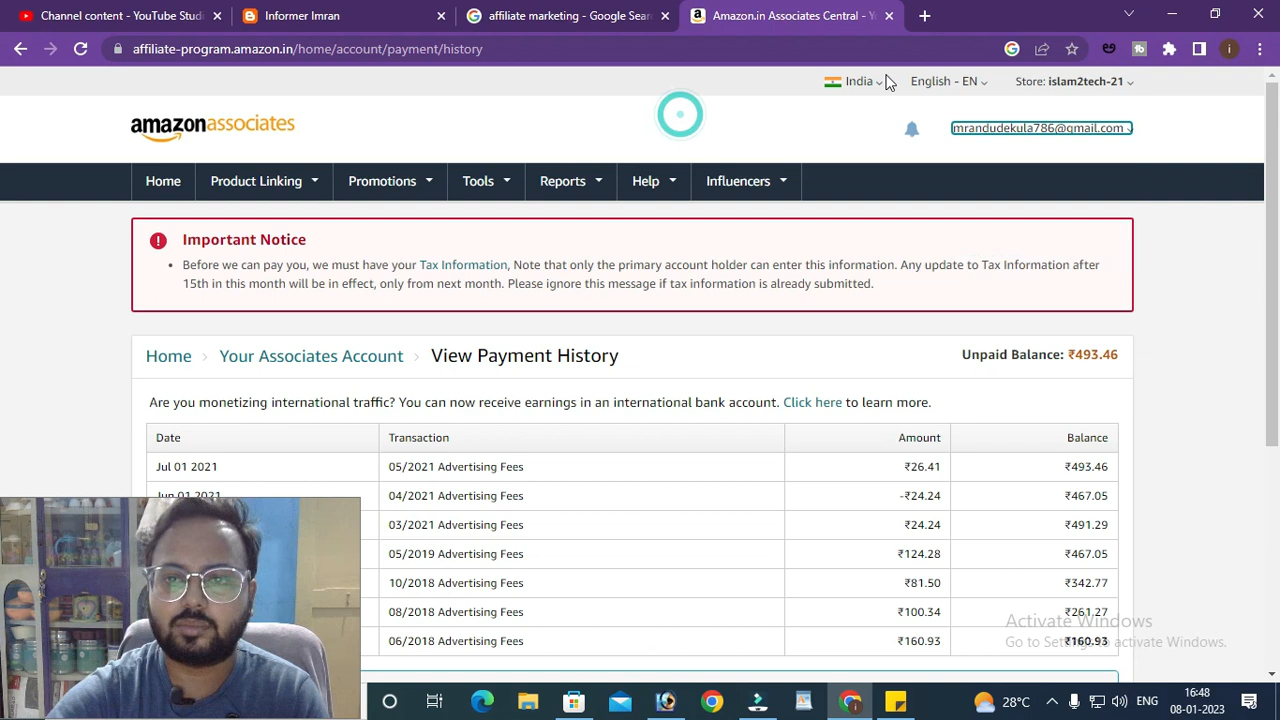 Channel content - YouTube Studi
Informer Imran
affiliate marketing - Google Sear
Amazon.in Associates Central - Y
affiliate-program.amazon.in/home/account/payment/history
India
English - EN
Store: islam2tech-21
amazonassociates
mrandudekula786@gmail.com
Home
Product Linking
Promotions
Tools
Reports
Help
Influencers
Important Notice
Before we can pay you, we must have your Tax Information, Note that only the primary account holder can enter this information. Any update to Tax Information after
15th in this month will be in effect, only from next month. Please ignore this message if tax information is already submitted.
Home > Your Associates Account > View Payment History
Unpaid Balance: ₹493.46
Are you monetizing international traffic? You can now receive earnings in an international bank account. Click here to learn more.
Date Transaction Amount Balance
Jul 01 2021 05/2021 Advertising Fees ₹26.41 ₹493.46
Jun 01 2021 04/2021 Advertising Fees -₹24.24 ₹467.05
03/2021 Advertising Fees ₹24.24 ₹491.29
05/2019 Advertising Fees ₹124.28 ₹467.05
10/2018 Advertising Fees ₹81.50 ₹342.77
08/2018 Advertising Fees ₹100.34 ₹261.27
06/2018 Advertising Fees ₹160.93 ₹160.93
Activate Windows
Go to Settings to activate Windows.
28°C
ENG
16:48
08-01-2023